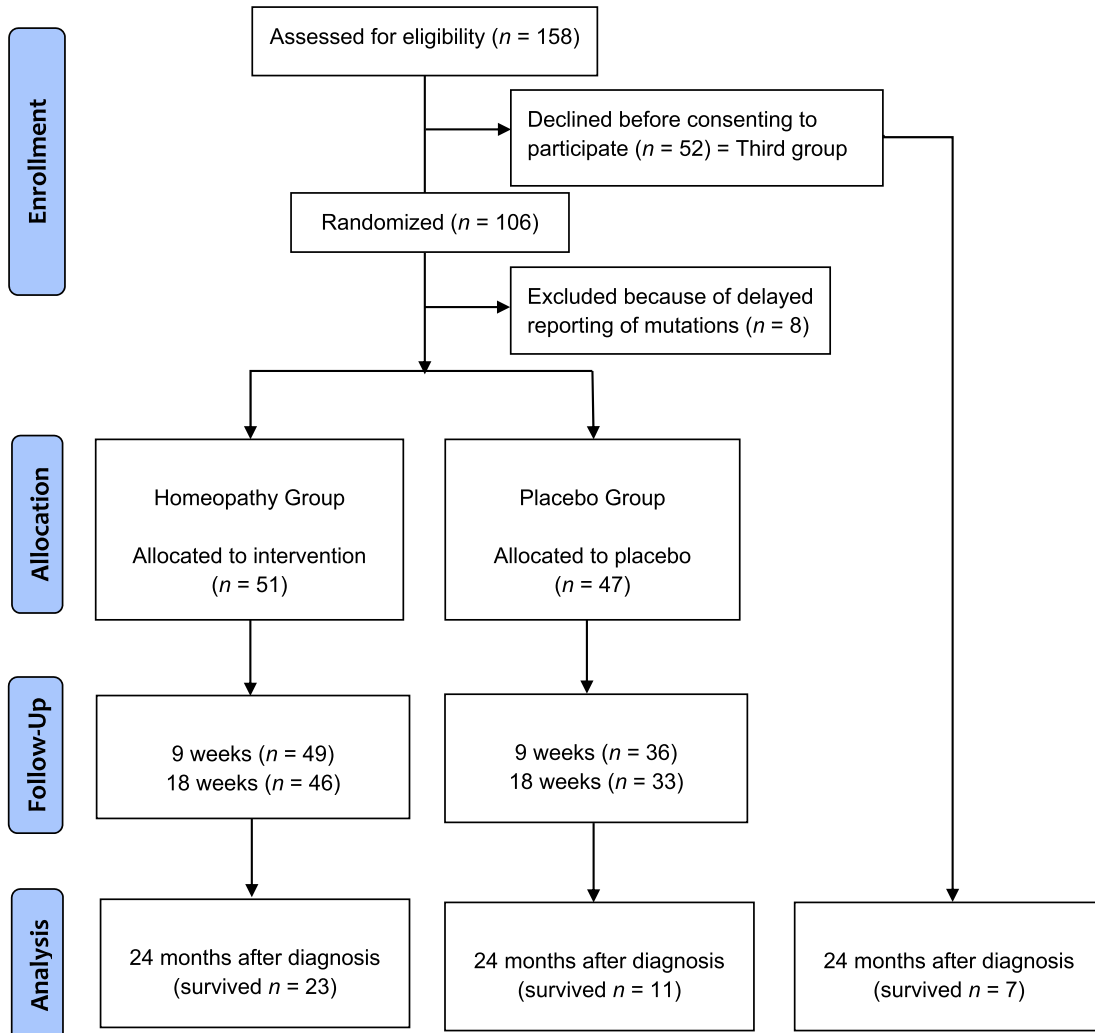 Enrollment
Assessed for eligibility (n = 158)
Declined before consenting to
participate (n = 52) = Third group
Randomized (n = 106)
Excluded because of delayed
reporting of mutations (n = 8)
Allocation
Homeopathy Group
Allocated to intervention
(n = 51)
Placebo Group
Allocated to placebo
(n = 47)
Follow-Up
9 weeks (n = 49)
18 weeks (n = 46)
9 weeks (n = 36)
18 weeks (n = 33)
Analysis
24 months after diagnosis
(survived n = 23)
24 months after diagnosis
(survived n = 11)
24 months after diagnosis
(survived n = 7)